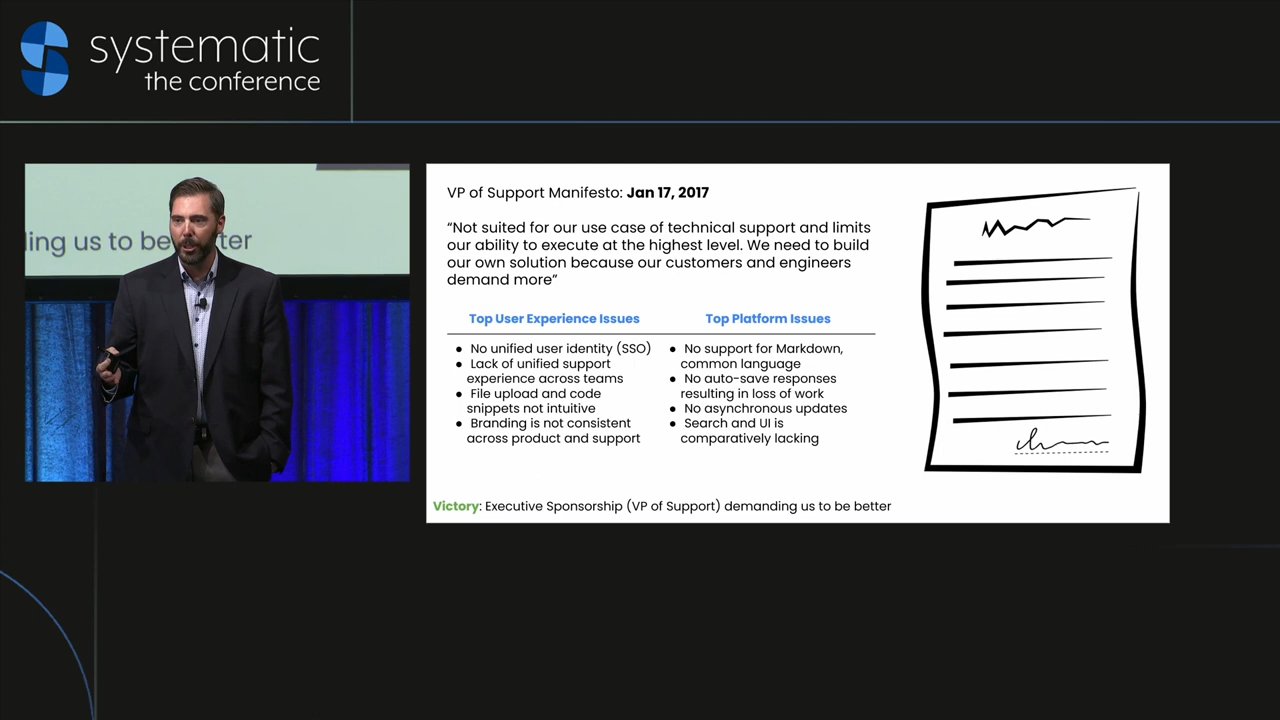 systematic
the conference
ling us to be better
VP of Support Manifesto: Jan 17, 2017
“Not suited for our use case of technical support and limits
our ability to execute at the highest level. We need to build
our own solution because our customers and engineers
demand more”
Top User Experience Issues
● No unified user identity (SSO)
● Lack of unified support
experience across teams
● File upload and code
snippets not intuitive
● Branding is not consistent
across product and support
Top Platform Issues
● No support for Markdown,
common language
● No auto-save responses
resulting in loss of work
● No asynchronous updates
● Search and UI is
comparatively lacking
Victory: Executive Sponsorship (VP of Support) demanding us to be better